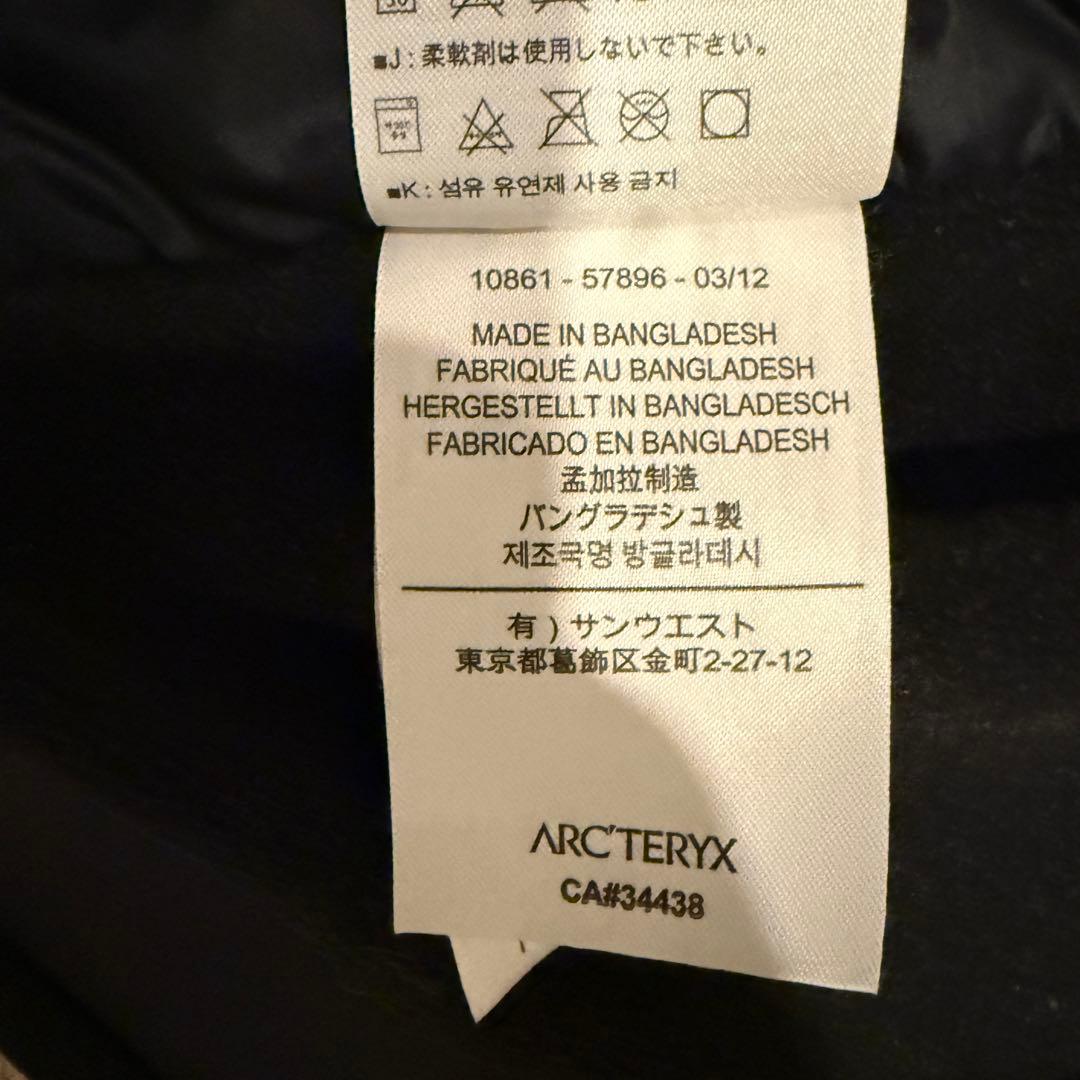 30
■J : 柔軟剤は使用しないで下さい。
■K : 섬유 유연제 사용 금지
10861 - 57896 - 03/12
MADE IN BANGLADESH
FABRIQUÉ AU BANGLADESH
HERGESTELLT IN BANGLADESCH
FABRICADO EN BANGLADESH
孟加拉制造
バングラデシュ製
제조국명 방글라데시
有 ) サンウエスト
東京都葛飾区金町2-27-12
ARC'TERYX
CA#34438